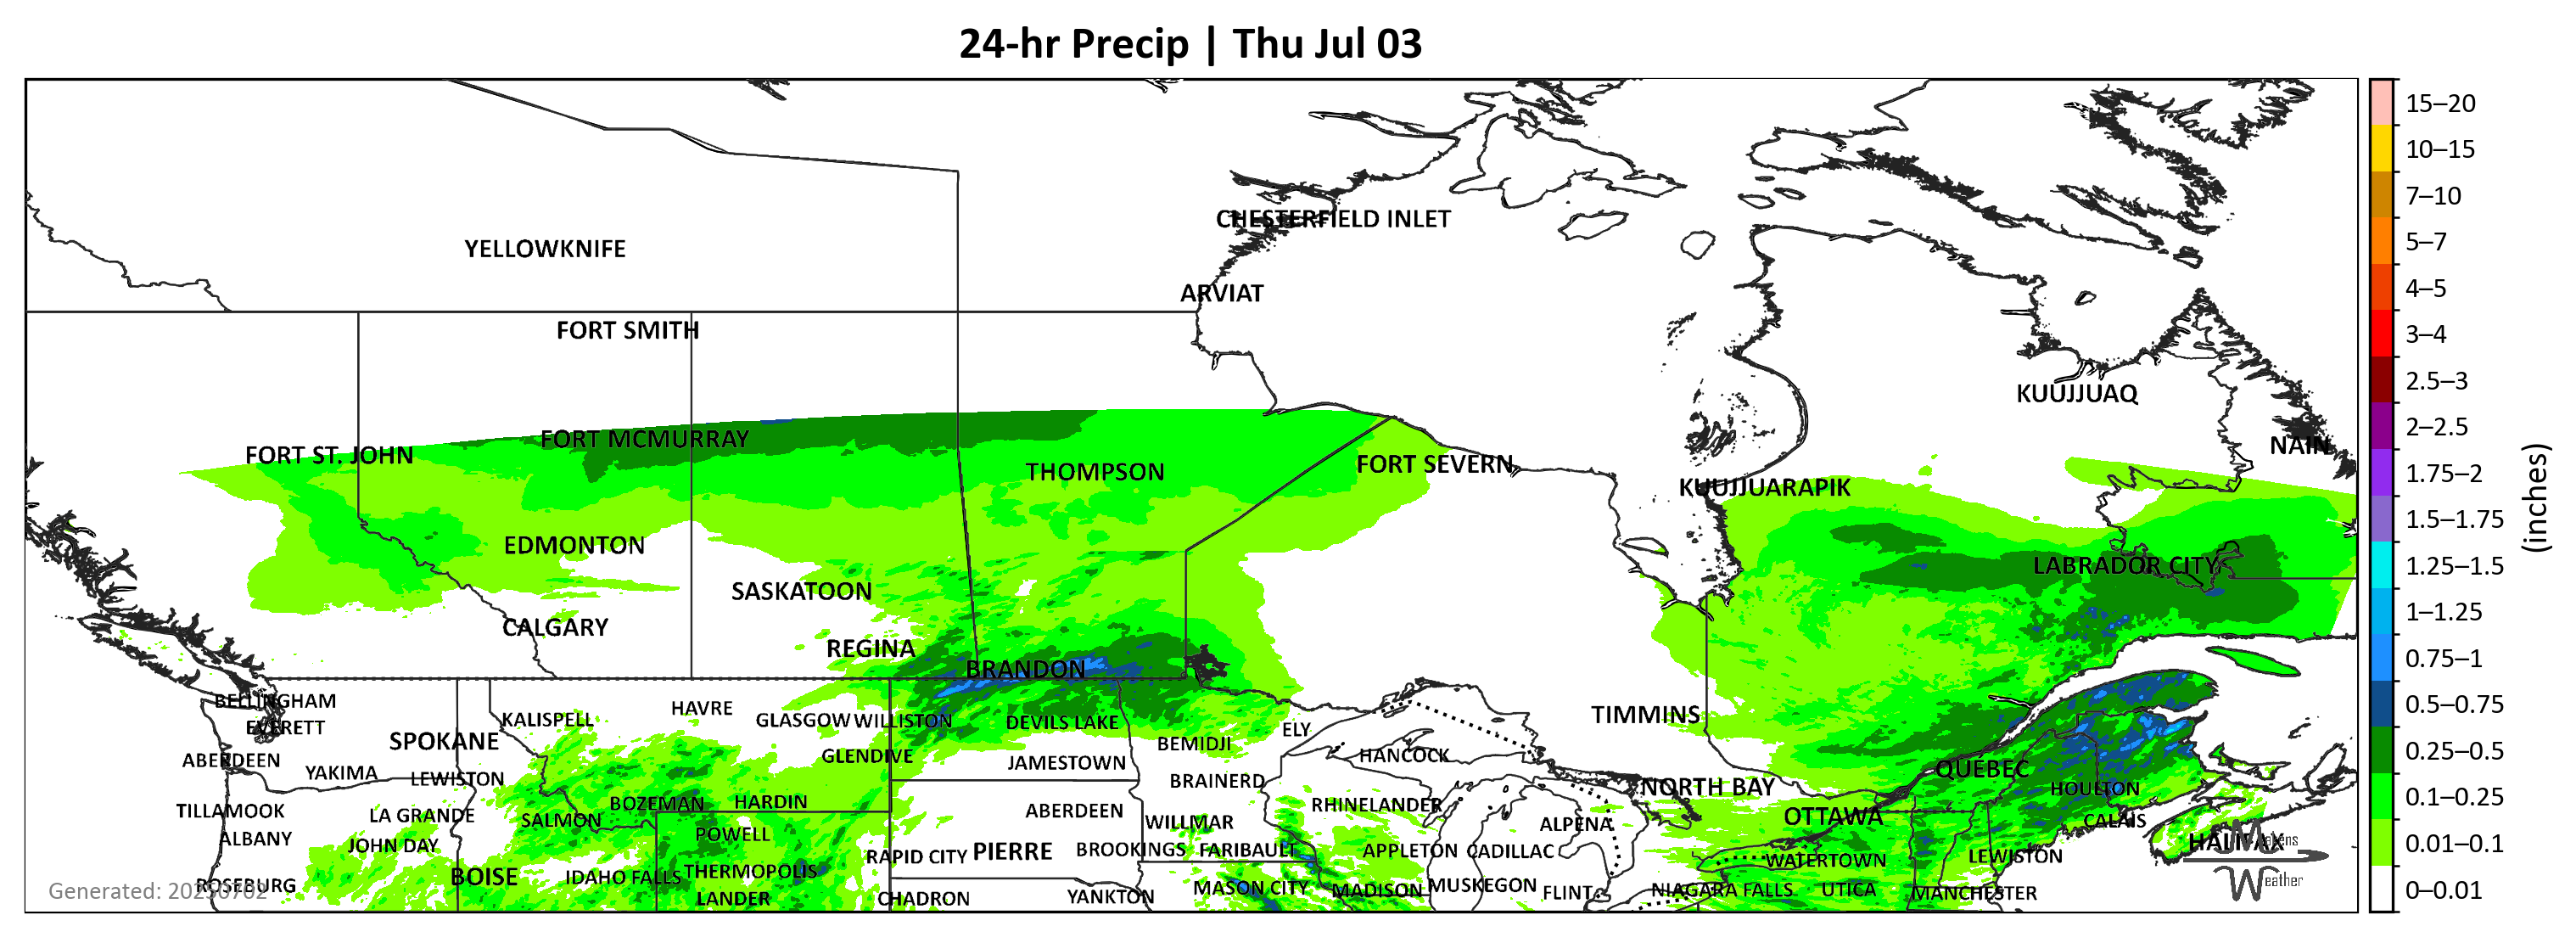 24-hr Precip | Thu Jul 03
CHESTERFIELD INLET
YELLOWKNIFE
ARVIAT
FORT SMITH
KUUJJUAQ
FORT MCMURRAY
NAIN
FORT ST. JOHN
FORT SEVERN
THOMPSON
KUUJJUARAPIK
EDMONTON
LABRADOR CITY
SASKATOON
CALGARY
REGINA
BRANDON
BELLINGHAM
HAVRE
TIMMINS
KALISPELL
GLASGOW
WILLISTON
DEVILS LAKE
EVERETT
ELY
SPOKANE
BEMIDJI
ABERDEEN
GLENDIVE
JAMESTOWN
HANCOCK
QUÉBEC
YAKIMA
LEWISTON
BRAINERD
NORTH BAY
HOULTON
BOZEMAN
HARDIN
RHINELANDER
TILLAMOOK
LA GRANDE
SALMON
ABERDEEN
WILLMAR
ALPENA
OTTAWA
CALAIS
ALBANY
POWELL
JOHN DAY
RAPID CITY
PIERRE
BROOKINGS
FARIBAULT
APPLETON
CADILLAC
WATERTOWN
LEWISTON
HALIFAX
BOISE
IDAHO FALLS
THERMOPOLIS
ROSEBURG
MASON CITY
MADISON
MUSKEGON
FLINT
NIAGARA FALLS
UTICA
MANCHESTER
LANDER
CHADRON
YANKTON
Generated: 20250702
Weather
15–20
10–15
7–10
5–7
4–5
3–4
2.5–3
2–2.5
1.75–2
1.5–1.75
1.25–1.5
1–1.25
0.75–1
0.5–0.75
0.25–0.5
0.1–0.25
0.01–0.1
0–0.01
(inches)